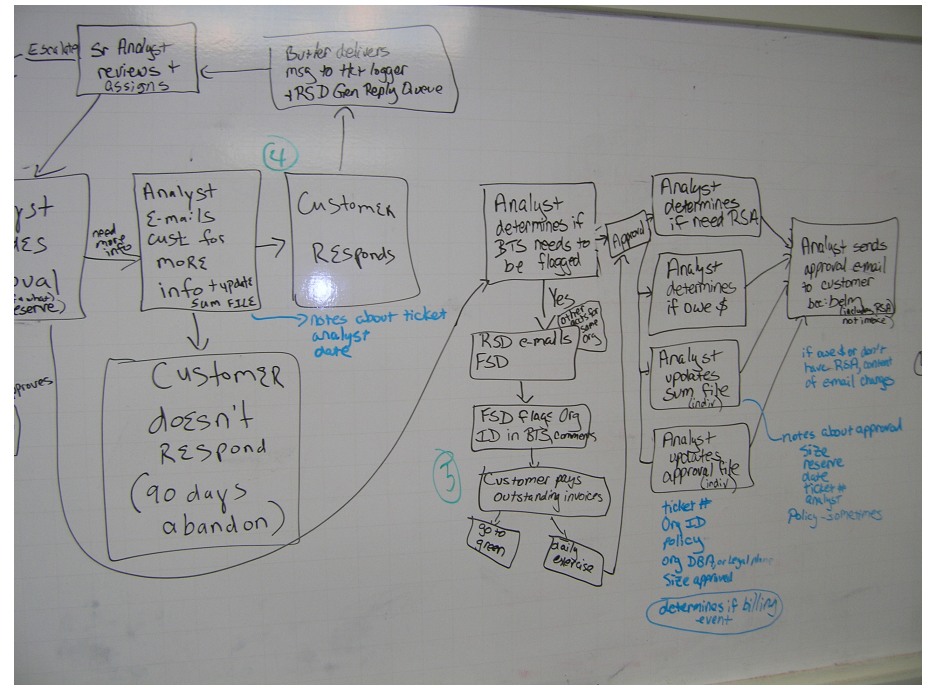 Escalate
Sr Analyst
reviews +
assigns
Butler delivers
msg to tkt logger
+ RSD Gen Reply Queue
4
yst
oval
eserve)
need
more
info
Analyst
E-mails
cust for
more
info + update
sum FILE
Customer
Responds
notes about ticket
analyst
date
proves
Customer
doesn't
Respond
(90 days
abandon)
Analyst
determines if
BTS needs to
be flagged
Yes
other
for
same
org
RSD e-mails
FSD
FSD flags Org
ID in BTS, comments
5
Customer pays
outstanding invoices
go to
green
daily
exercise
Approval
Analyst
determines
if need RSA
Analyst
determines
if owe $
Analyst
updates
sum file
(indiv)
Analyst
updates
approval file
(indiv)
ticket #
Org ID
policy
org DBA, or legal
Size approved
determines if billing
event
Analyst sends
approval e-mail
to customer
bcc: belm
(includes RSA
not invoice)
if owe $ or don't
have RSA, content
of email changes
notes about approval
size
reserve
date
ticket #
analyst
Policy - sometimes